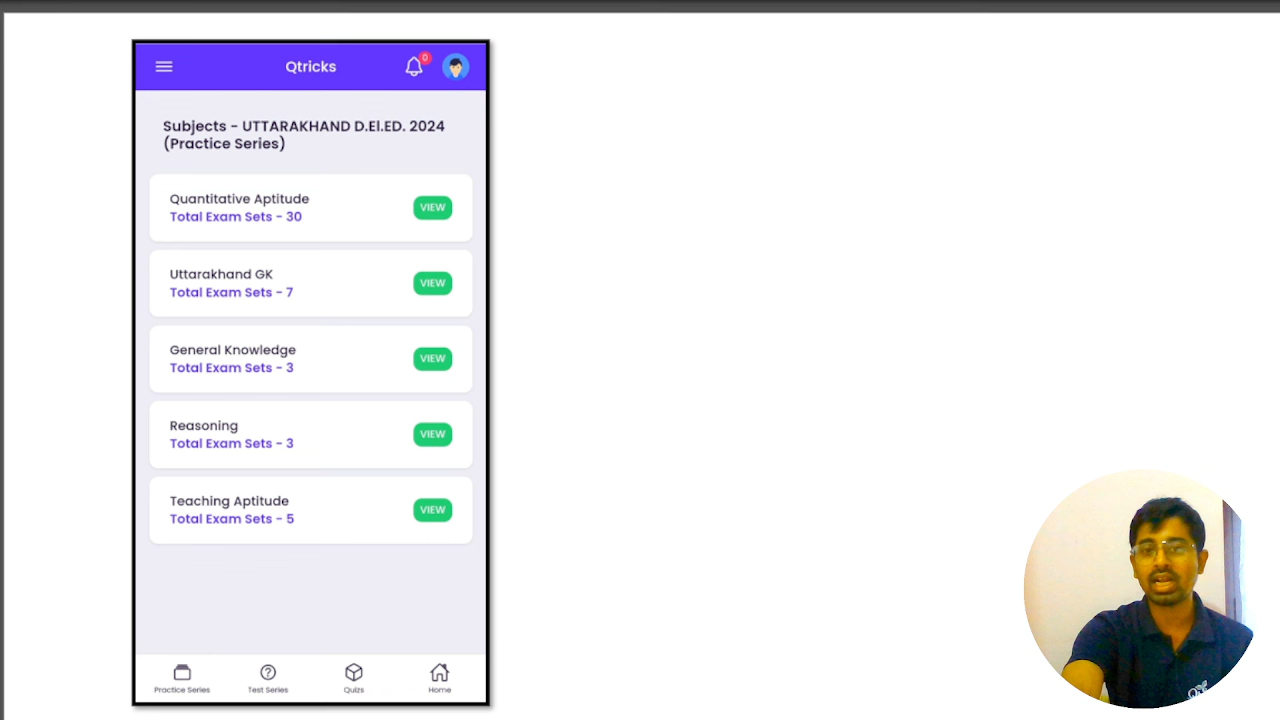 Qtricks
0
Subjects - UTTARAKHAND D.El.ED. 2024
(Practice Series)
Quantitative Aptitude
Total Exam Sets - 30
VIEW
Uttarakhand GK
Total Exam Sets - 7
VIEW
General Knowledge
Total Exam Sets - 3
VIEW
Reasoning
Total Exam Sets - 3
VIEW
Teaching Aptitude
Total Exam Sets - 5
VIEW
Practice Series
Test Series
Quizs
Home